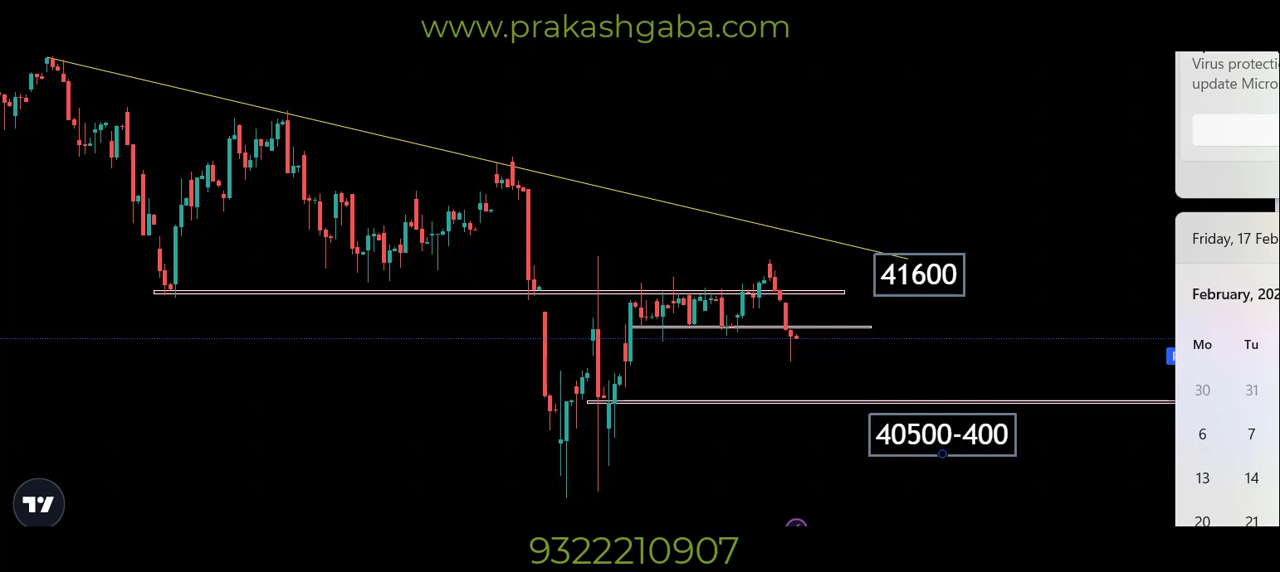 www.prakashgaba.com
Virus protecti
update Micro
Friday, 17 Feb
February, 202
Mo Tu
30 31
6 7
13 14
20 21
41600
40500-400
9322210907